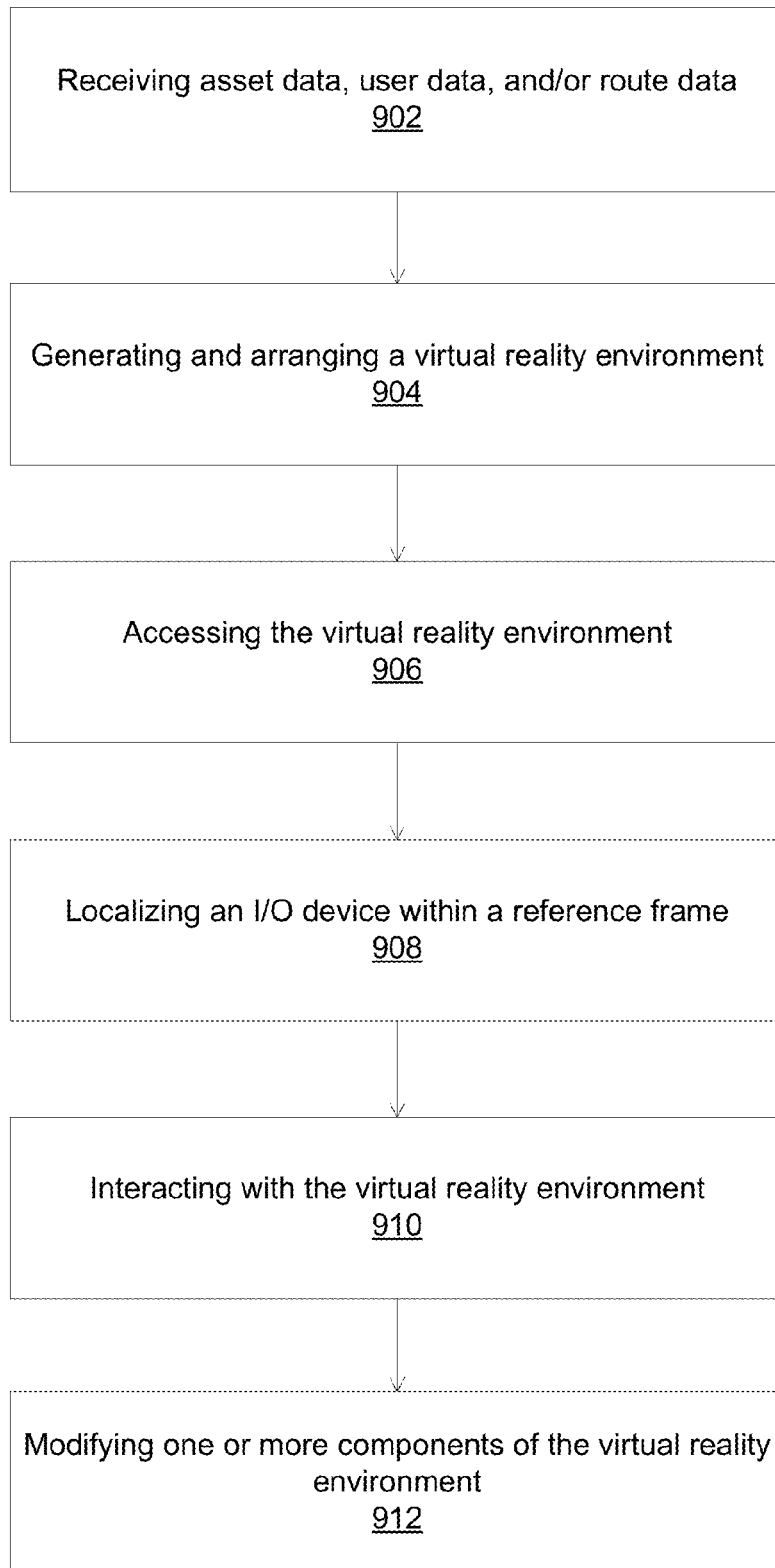 Receiving asset data, user data, and/or route data
902
Generating and arranging a virtual reality environment
904
Accessing the virtual reality environment
906
Localizing an I/O device within a reference frame
908
Interacting with the virtual reality environment
910
Modifying one or more components of the virtual reality
environment
912